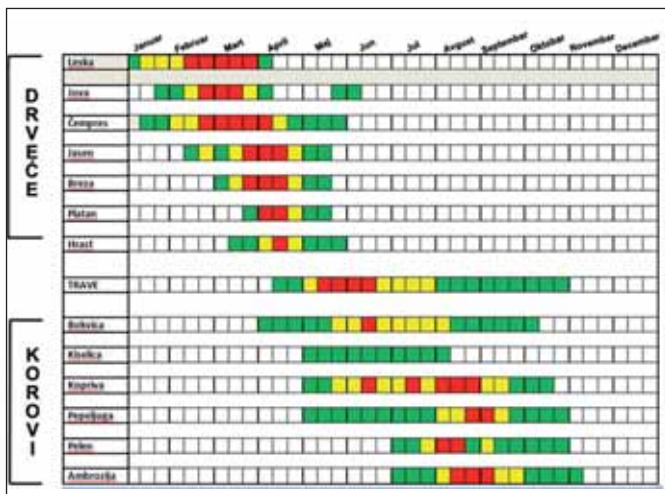 Januar Februar Mart April Maj Jun Jul Avgust Septembar Oktobar Novembar Decembar
DRVEĆE
Leska
Jova
Čempres
Jasen
Breza
Platan
Hrast
TRAVE
KOROVI
Bokvica
Kiselica
Kopriva
Pepeljuga
Pelen
Ambrozija